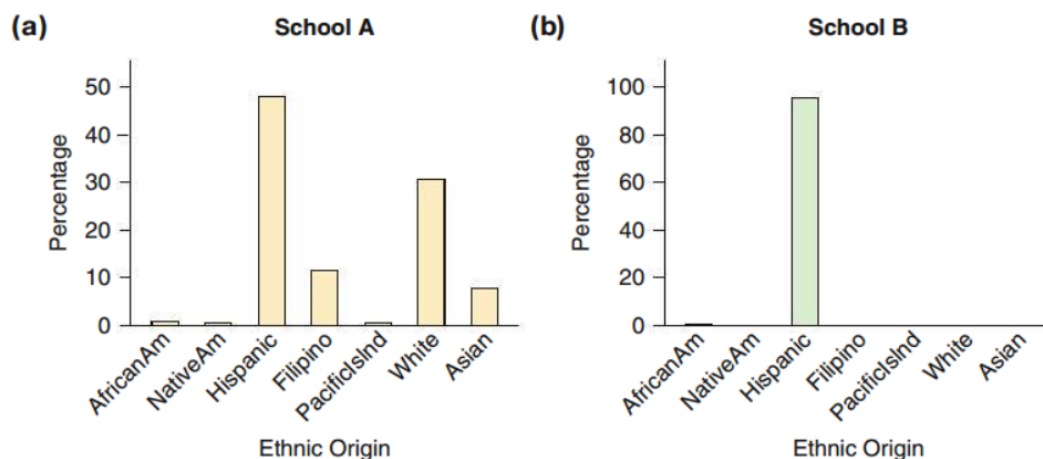 (a) School A
50
40
30
20
10
0
Percentage
AfricanAm
NativeAm
Hispanic
Filipino
PacificIsInd
White
Asian
Ethnic Origin
(b) School B
100
80
60
40
20
0
Percentage
AfricanAm
NativeAm
Hispanic
Filipino
PacificIsInd
White
Asian
Ethnic Origin